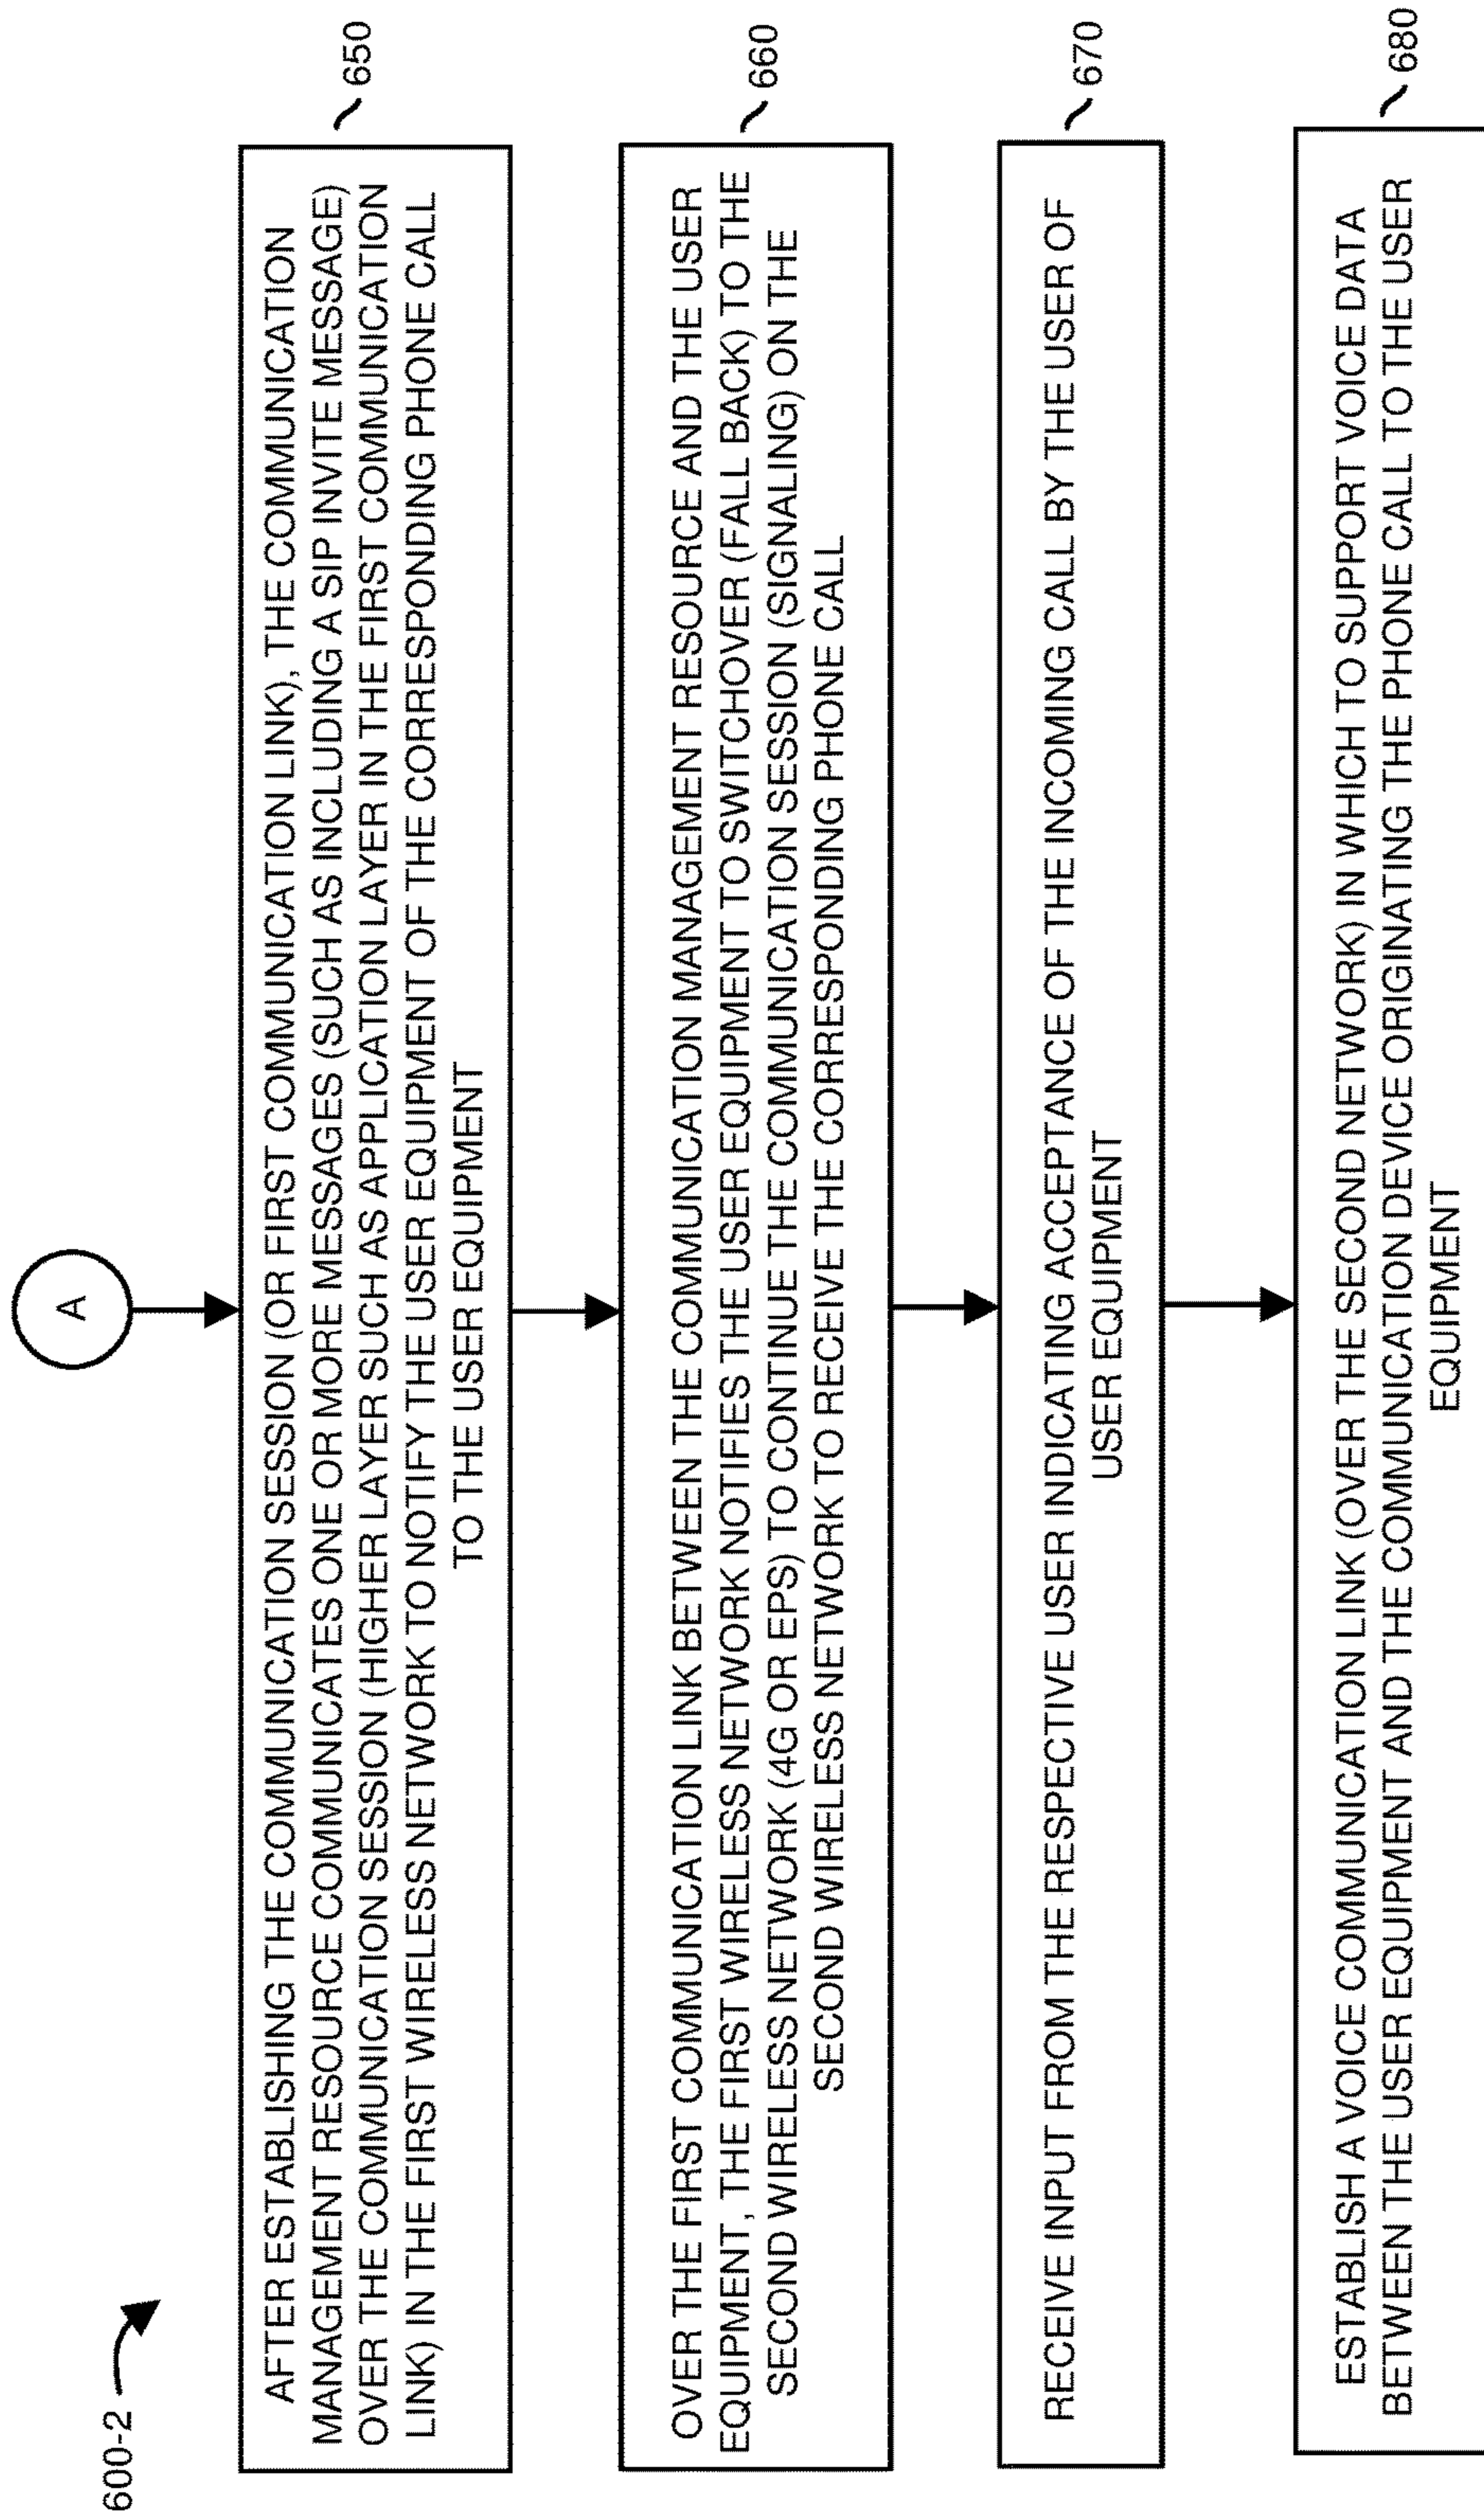 600-2
A
AFTER ESTABLISHING THE COMMUNICATION SESSION (OR FIRST COMMUNICATION LINK), THE COMMUNICATION
MANAGEMENT RESOURCE COMMUNICATES ONE OR MORE MESSAGES (SUCH AS INCLUDING A SIP INVITE MESSAGE)
OVER THE COMMUNICATION SESSION (HIGHER LAYER SUCH AS APPLICATION LAYER IN THE FIRST COMMUNICATION
LINK) IN THE FIRST WIRELESS NETWORK TO NOTIFY THE USER EQUIPMENT OF THE CORRESPONDING PHONE CALL
TO THE USER EQUIPMENT
650
OVER THE FIRST COMMUNICATION LINK BETWEEN THE COMMUNICATION MANAGEMENT RESOURCE AND THE USER
EQUIPMENT, THE FIRST WIRELESS NETWORK NOTIFIES THE USER EQUIPMENT TO SWITCHOVER (FALL BACK) TO THE
SECOND WIRELESS NETWORK (4G OR EPS) TO CONTINUE THE COMMUNICATION SESSION (SIGNALING) ON THE
SECOND WIRELESS NETWORK TO RECEIVE THE CORRESPONDING PHONE CALL
660
RECEIVE INPUT FROM THE RESPECTIVE USER INDICATING ACCEPTANCE OF THE INCOMING CALL BY THE USER OF
USER EQUIPMENT
670
ESTABLISH A VOICE COMMUNICATION LINK (OVER THE SECOND NETWORK) IN WHICH TO SUPPORT VOICE DATA
BETWEEN THE USER EQUIPMENT AND THE COMMUNICATION DEVICE ORIGINATING THE PHONE CALL TO THE USER
EQUIPMENT
680